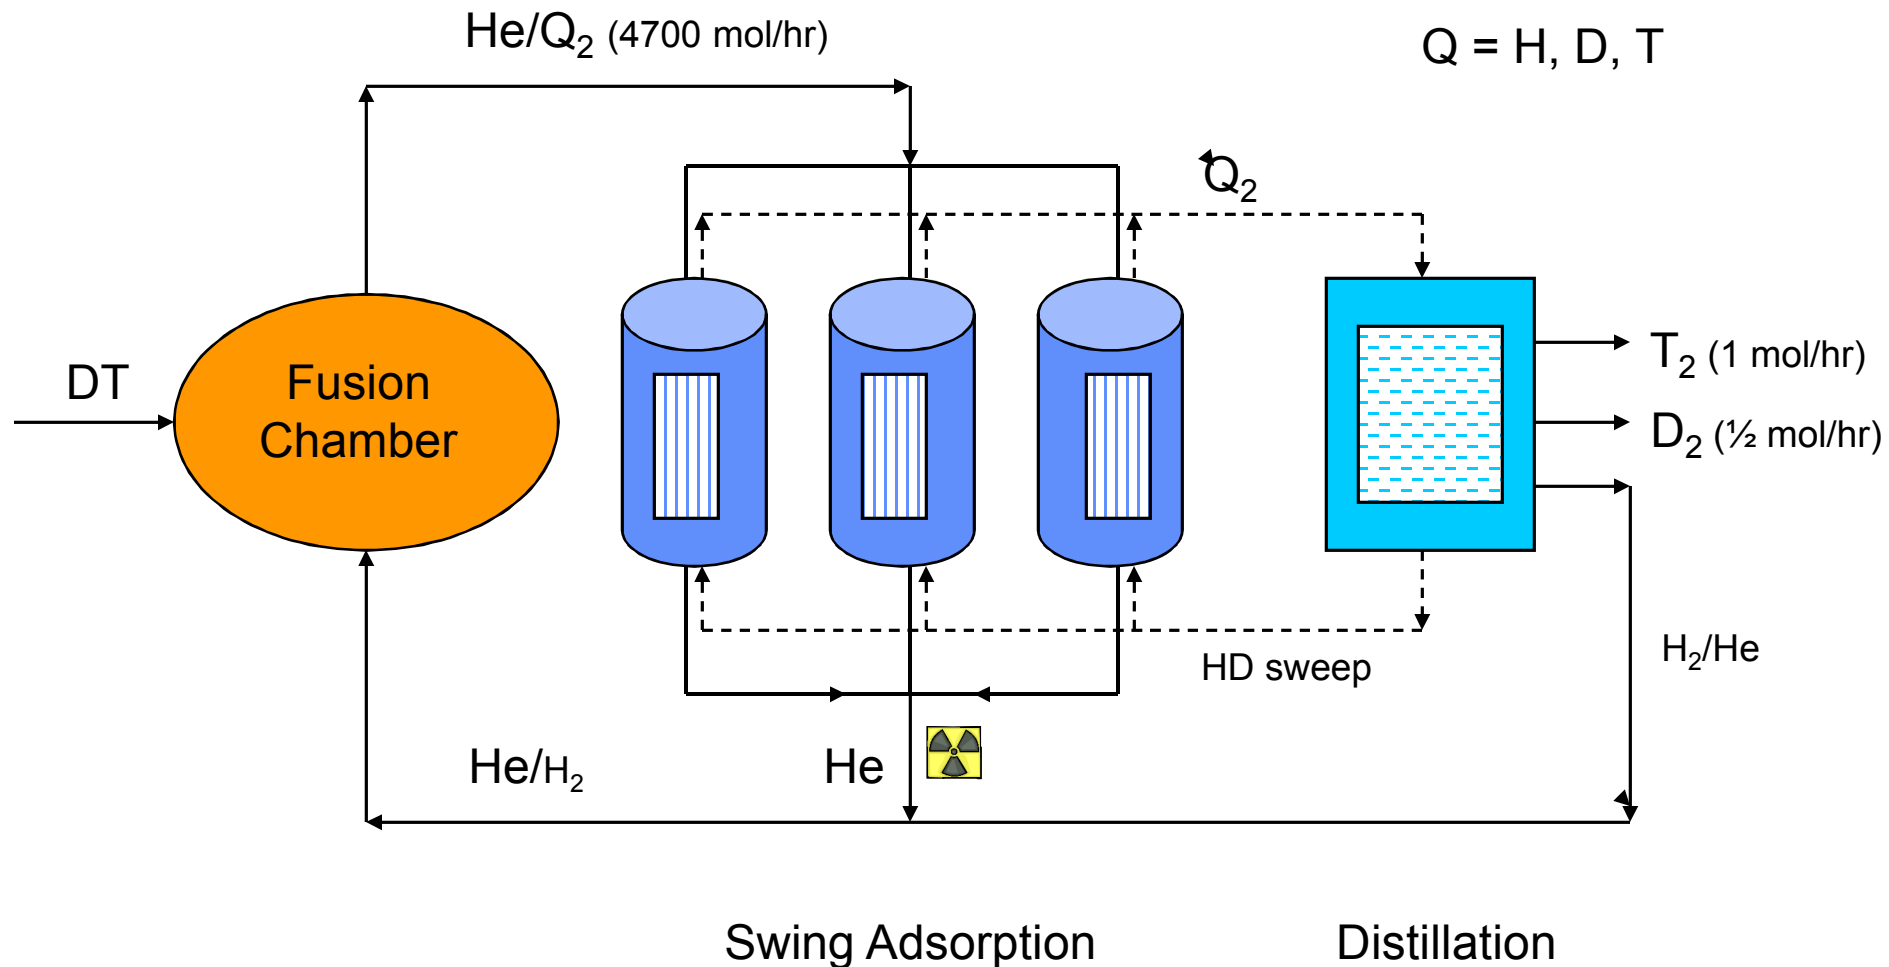 He/Q₂ (4700 mol/hr)
Q = H, D, T
Q₂
DT
Fusion
Chamber
T₂ (1 mol/hr)
D₂ (½ mol/hr)
HD sweep
H₂/He
He/H₂
He
Swing Adsorption
Distillation